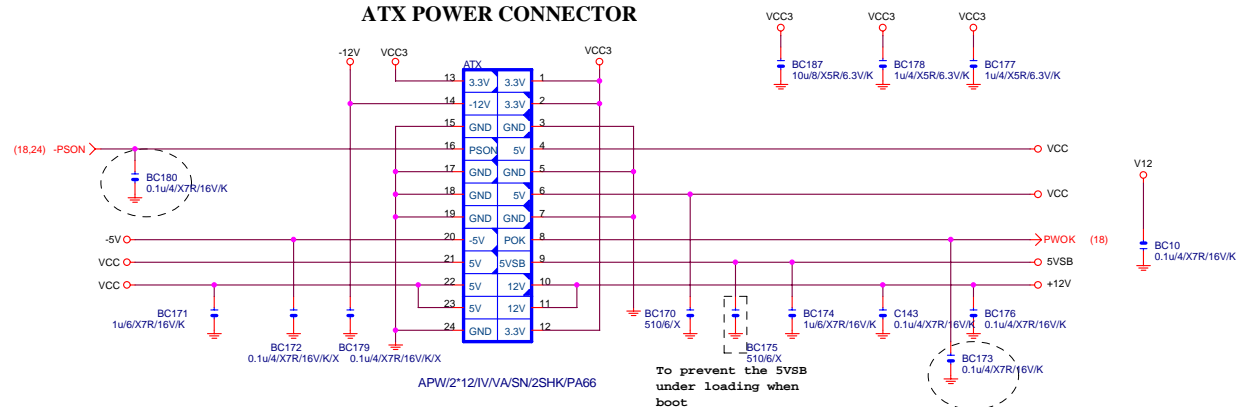 ATX POWER CONNECTOR
VCC3
VCC3
VCC3
-12V
VCC3
VCC3
ATX
BC187
10u/8/X5R/6.3V/K
BC178
1u/4/X5R/6.3V/K
BC177
1u/4/X5R/6.3V/K
13 3.3V 3.3V 1
14 -12V 3.3V 2
15 GND GND 3
(18,24) -PSON 16 PSON 5V 4 VCC
17 GND GND 5
18 GND 5V 6 VCC
19 GND GND 7
-5V 20 -5V POK 8 PWOK (18)
VCC 21 5V 5VSB 9 5VSB
VCC 22 5V 12V 10 +12V
23 5V 12V 11
24 GND 3.3V 12
BC180
0.1u/4/X7R/16V/K
V12
BC10
0.1u/4/X7R/16V/K
BC171
1u/6/X7R/16V/K
BC172
0.1u/4/X7R/16V/K/X
BC179
0.1u/4/X7R/16V/K/X
BC170
510/6/X
BC175
510/6/X
BC174
1u/6/X7R/16V/K
C143
0.1u/4/X7R/16V/K
BC176
0.1u/4/X7R/16V/K
BC173
0.1u/4/X7R/16V/K
APW/2*12/IV/VA/SN/2SHK/PA66
To prevent the 5VSB
under loading when
boot